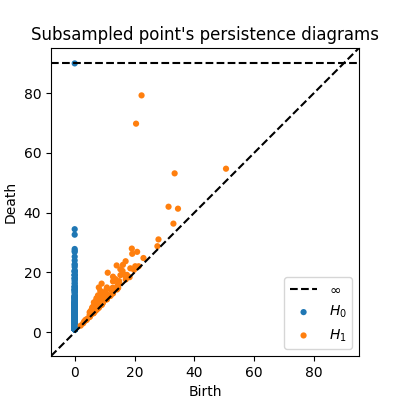 Subsampled point's persistence diagrams
Death
80
60
40
20
0
0 20 40 60 80
Birth
∞
H₀
H₁